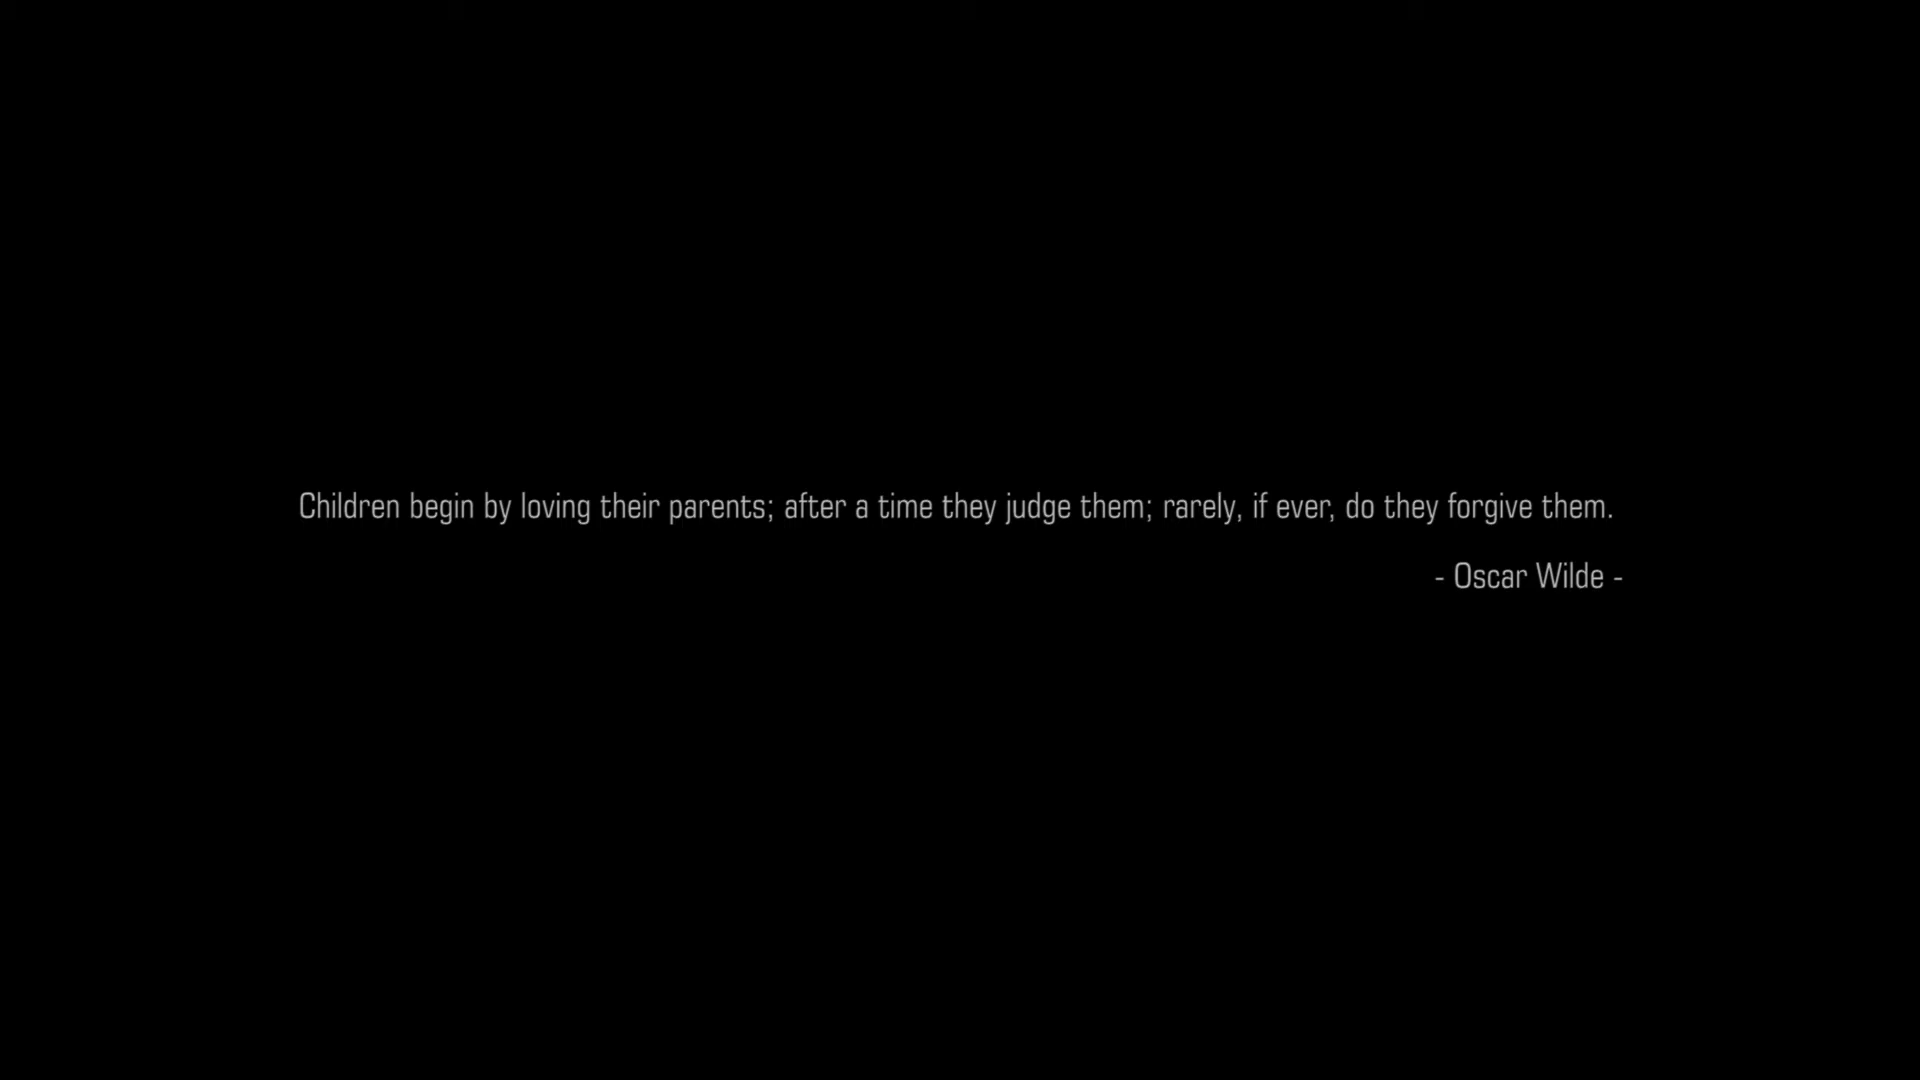 Children begin by loving their parents; after a time they judge them; rarely, if ever, do they forgive them.
- Oscar Wilde -